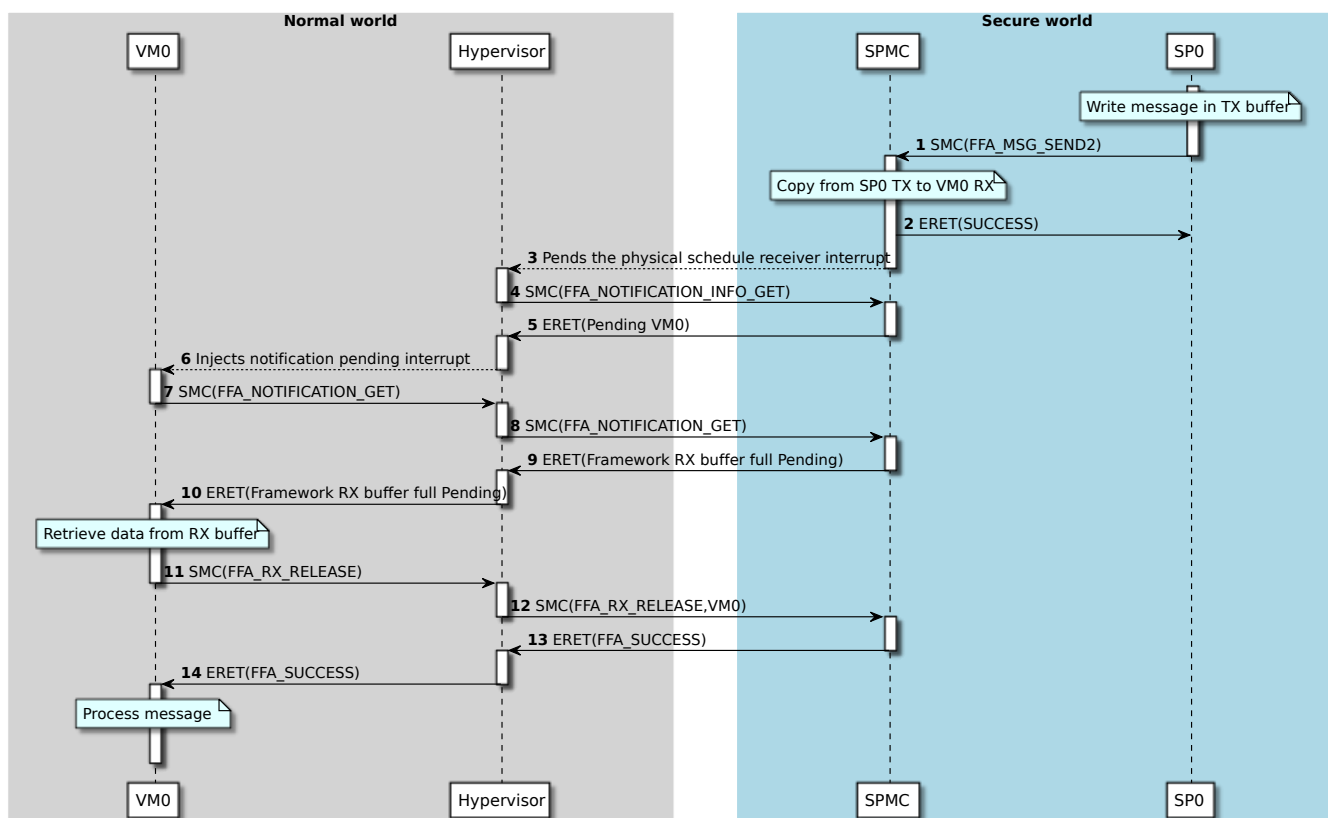 Normal world
Secure world
VM0
Hypervisor
SPMC
SP0
Write message in TX buffer
1 SMC(FFA_MSG_SEND2)
Copy from SP0 TX to VM0 RX
2 ERET(SUCCESS)
3 Pends the physical schedule receiver interrupt
4 SMC(FFA_NOTIFICATION_INFO_GET)
5 ERET(Pending VM0)
6 Injects notification pending interrupt
7 SMC(FFA_NOTIFICATION_GET)
8 SMC(FFA_NOTIFICATION_GET)
9 ERET(Framework RX buffer full Pending)
10 ERET(Framework RX buffer full Pending)
Retrieve data from RX buffer
11 SMC(FFA_RX_RELEASE)
12 SMC(FFA_RX_RELEASE,VM0)
13 ERET(FFA_SUCCESS)
14 ERET(FFA_SUCCESS)
Process message
VM0
Hypervisor
SPMC
SP0